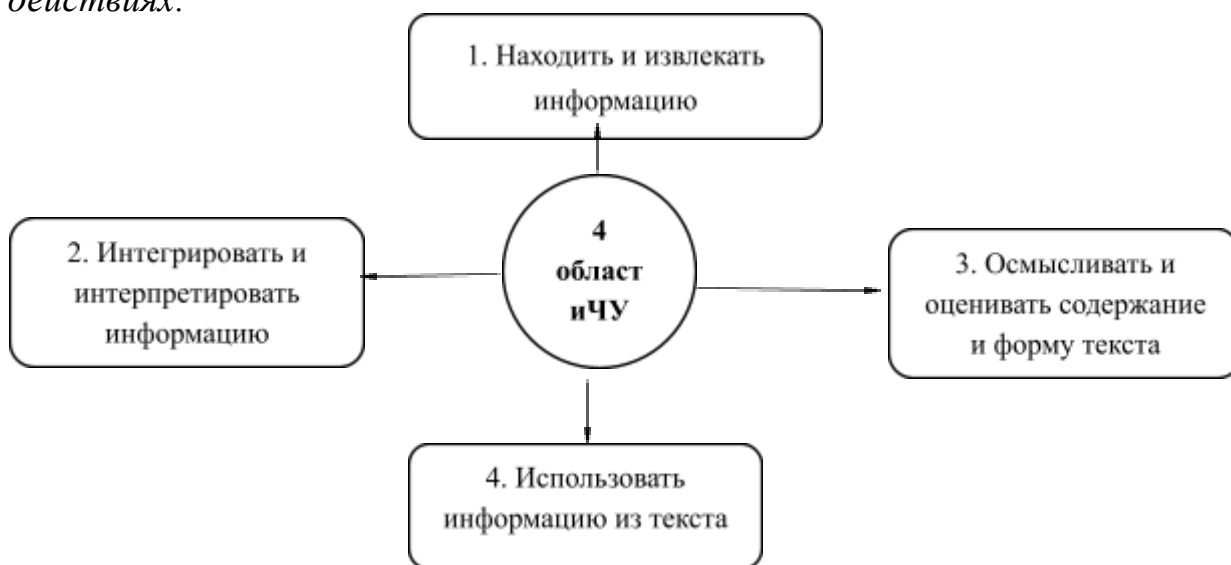 действиях.
1. Находить и извлекать
информацию
4
област
иЧУ
2. Интегрировать и
интерпретировать
информацию
3. Осмысливать и
оценивать содержание
и форму текста
4. Использовать
информацию из текста